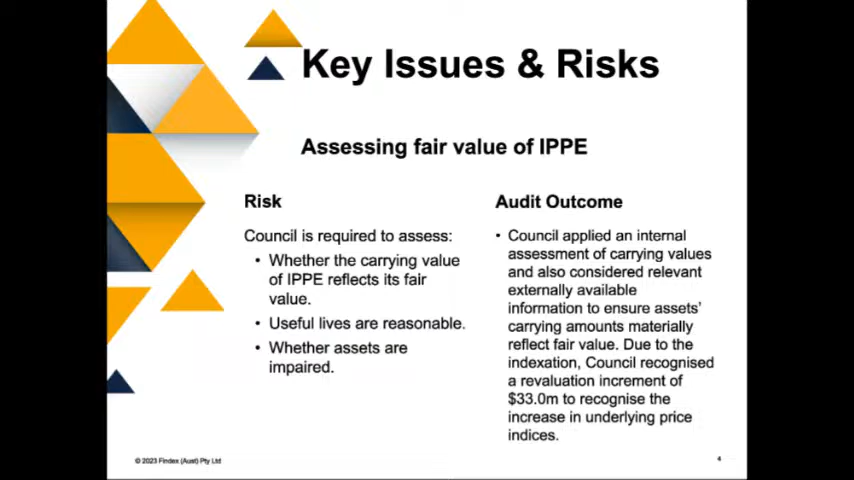 Key Issues & Risks
Assessing fair value of IPPE
Risk
Council is required to assess:
• Whether the carrying value
of IPPE reflects its fair
value.
• Useful lives are reasonable.
• Whether assets are
impaired.
Audit Outcome
• Council applied an internal
assessment of carrying values
and also considered relevant
externally available
information to ensure assets'
carrying amounts materially
reflect fair value. Due to the
indexation, Council recognised
a revaluation increment of
$33.0m to recognise the
increase in underlying price
indices.
© 2023 Findex (Aust) Pty Ltd
4